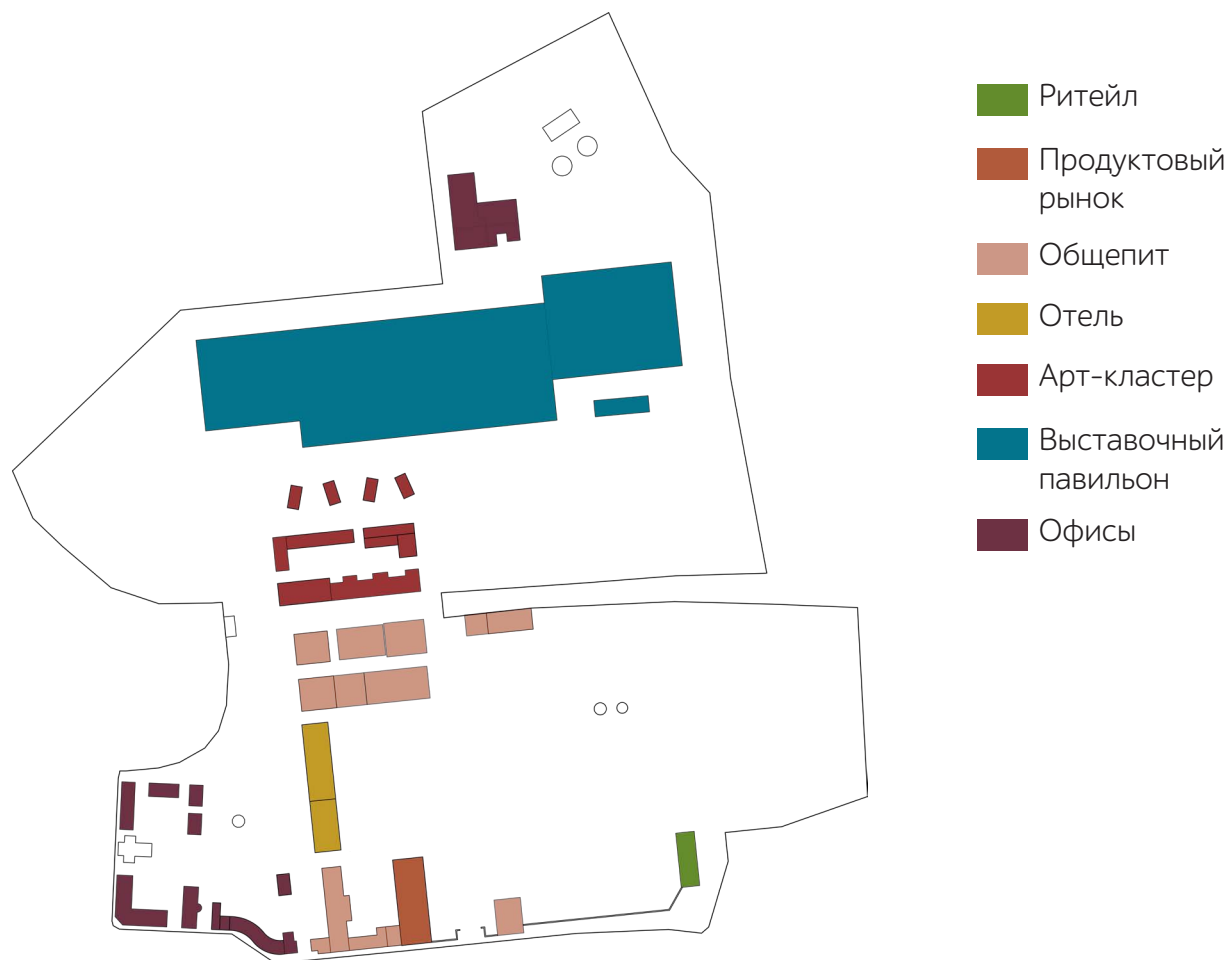 Ритейл
Продуктовый
рынок
Общепит
Отель
Арт-кластер
Выставочный
павильон
Офисы